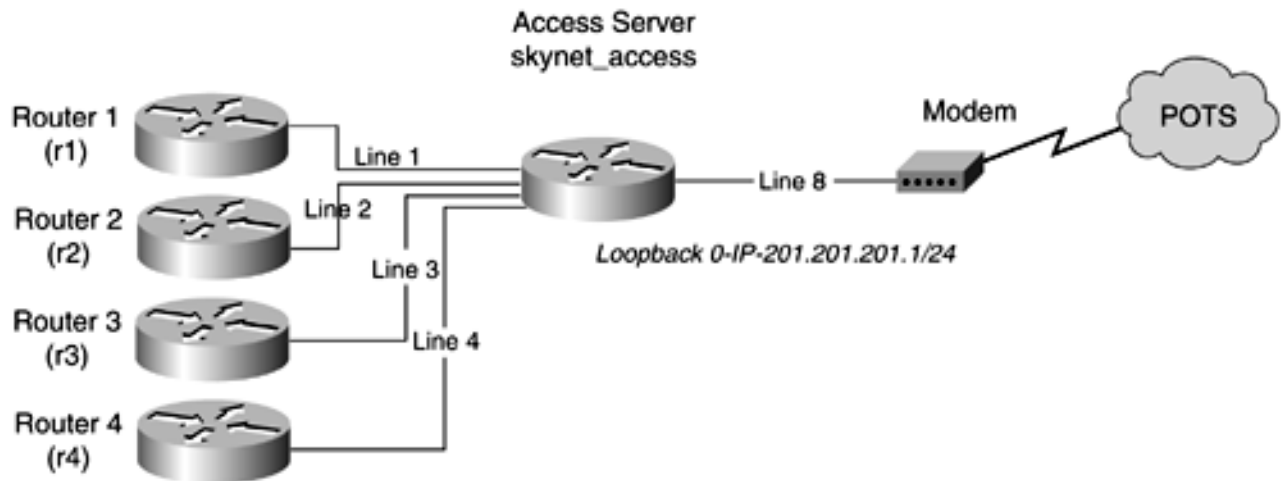 Access Server
skynet_access
Router 1
(r1)
Line 1
Modem
POTS
Line 8
Router 2
(r2)
Line 2
Loopback 0-IP-201.201.201.1/24
Line 3
Router 3
(r3)
Line 4
Router 4
(r4)